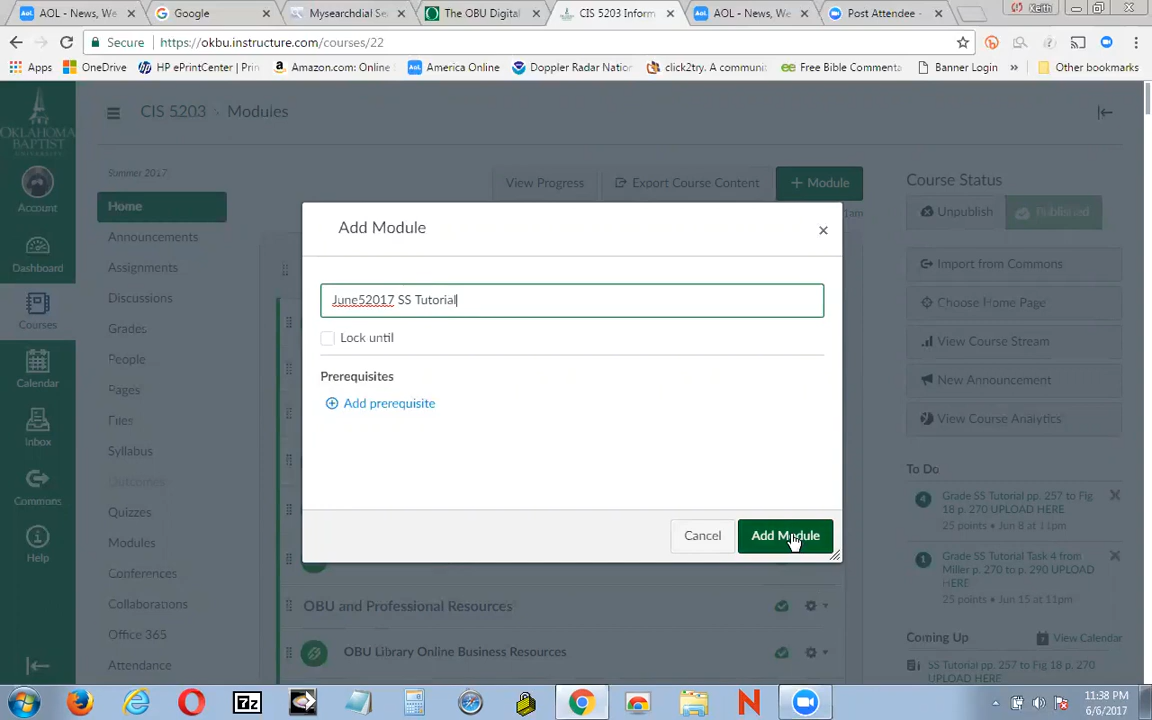 AOL - News, We
Google
Mysearchdial Se
The OBU Digital
CIS 5203 Inform
AOL - News, We
Post Attendee -
Keith
Secure
https://okbu.instructure.com/courses/22
Apps
OneDrive
HP ePrintCenter | Prin
Amazon.com: Online
America Online
Doppler Radar Natio
click2try. A communit
Free Bible Commenta
Banner Login
»
Other bookmarks
OKLAHOMA
BAPTIST
UNIVERSITY
CIS 5203 · Modules
Account
Dashboard
Courses
Calendar
Inbox
Commons
Help
Summer 2017
Home
Announcements
Assignments
Discussions
Grades
People
Pages
Files
Syllabus
Outcomes
Quizzes
Modules
Conferences
Collaborations
Office 365
Attendance
View Progress
Export Course Content
+ Module
Add Module
×
June52017 SS Tutorial
Lock until
Prerequisites
Add prerequisite
Cancel
Add Module
OBU and Professional Resources
OBU Library Online Business Resources
Course Status
Unpublish
Published
Import from Commons
Choose Home Page
View Course Stream
New Announcement
View Course Analytics
To Do
4
Grade SS Tutorial pp. 257 to Fig.
18 p. 270 UPLOAD HERE
25 points • Jun 8 at 11pm
1
Grade SS Tutorial Task 4 from
Miller p. 270 to p. 290 UPLOAD
HERE
25 points • Jun 15 at 11pm
Coming Up
7
View Calendar
SS Tutorial pp. 257 to Fig 18 p. 270
UPLOAD HERE
7z
N
11:38 PM
6/6/2017